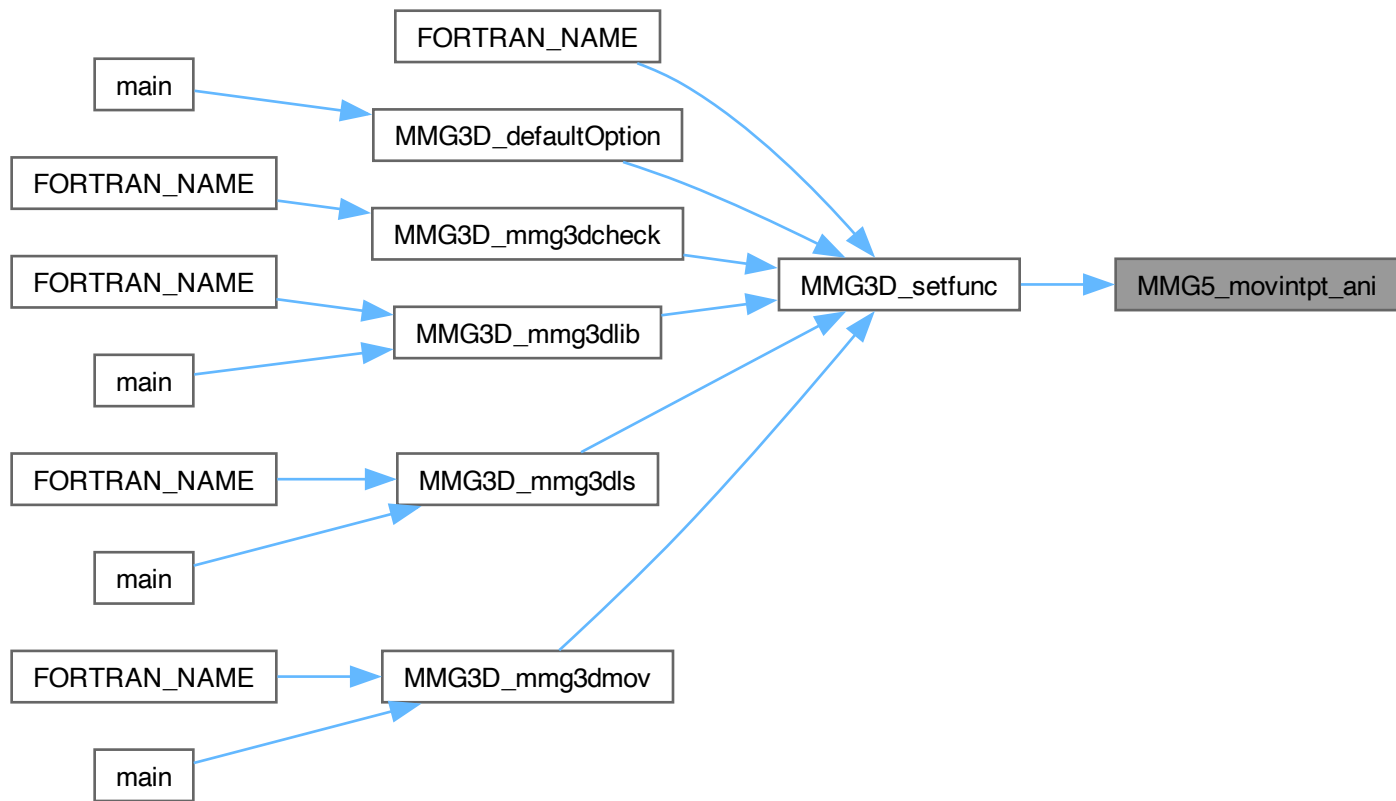 FORTRAN_NAME
main
MMG3D_defaultOption
FORTRAN_NAME
MMG3D_mmg3dcheck
FORTRAN_NAME
MMG3D_setfunc
MMG5_movintpt_ani
MMG3D_mmg3dlib
main
FORTRAN_NAME
MMG3D_mmg3dls
main
FORTRAN_NAME
MMG3D_mmg3dmov
main